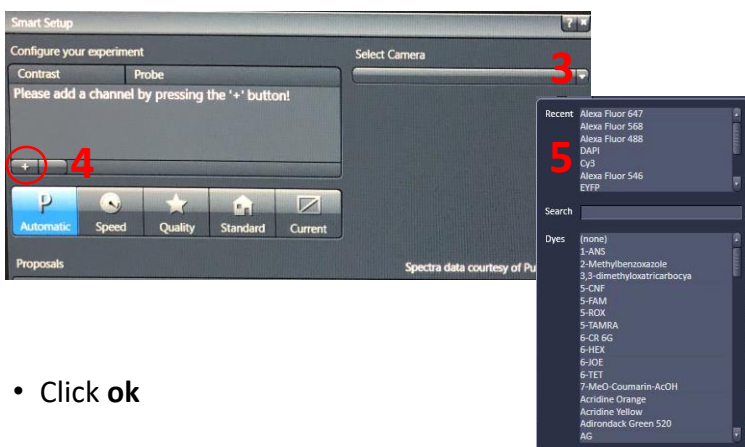 Smart Setup
? ×
Configure your experiment
Select Camera
Contrast Probe
3
Please add a channel by pressing the '+' button!
+ 4
P
Automatic Speed Quality Standard Current
Proposals
Spectra data courtesy of
5
Recent Alexa Fluor 647
Alexa Fluor 568
Alexa Fluor 488
DAPI
Cy3
Alexa Fluor 546
EYFP
Search
Dyes (none)
1-ANS
2-Methylbenzoxazole
3,3-dimethyloxatricarbocya
5-CNF
5-FAM
5-ROX
5-TAMRA
6-CR 6G
6-HEX
6-JOE
6-TET
7-MeO-Coumarin-AcOH
Acridine Orange
Acridine Yellow
Adirondack Green 520
AG
• Click ok